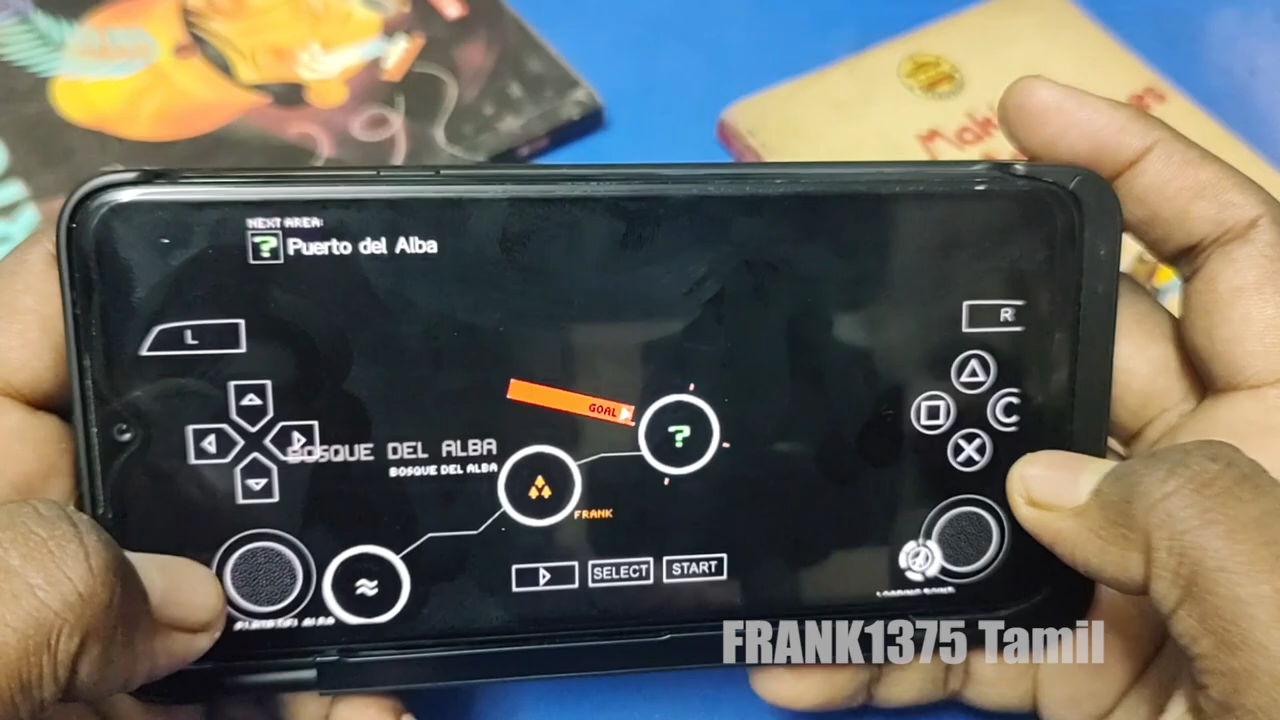 NEXT AREA:
? Puerto del Alba
L
R
GOAL
?
BOSQUE DEL ALBA
BOSQUE DEL ALBA
FRANK
SELECT
START
FRANK1375 Tamil